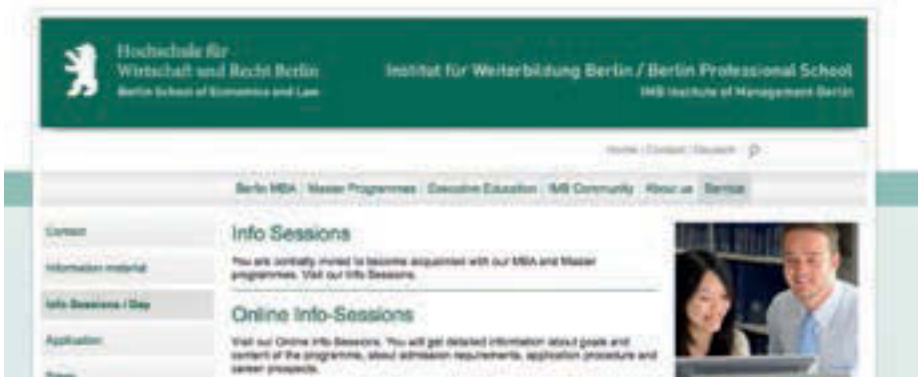 Hochschule für
Wirtschaft und Recht Berlin
Berlin School of Economics and Law
Institut für Weiterbildung Berlin / Berlin Professional School
IMB Institute of Management Berlin
Home | Contact | Deutsch
Berlin MBA | Master Programmes | Executive Education | IMB Community | About us | Service
Contact
Information material
Info Sessions / Day
Application
Info Sessions
You are cordially invited to become acquainted with our MBA and Master
programmes. Visit our Info Sessions.
Online Info-Sessions
Visit our Online Info Sessions. You will get detailed information about goals and
content of the programme, about admission requirements, application procedure and
career prospects.